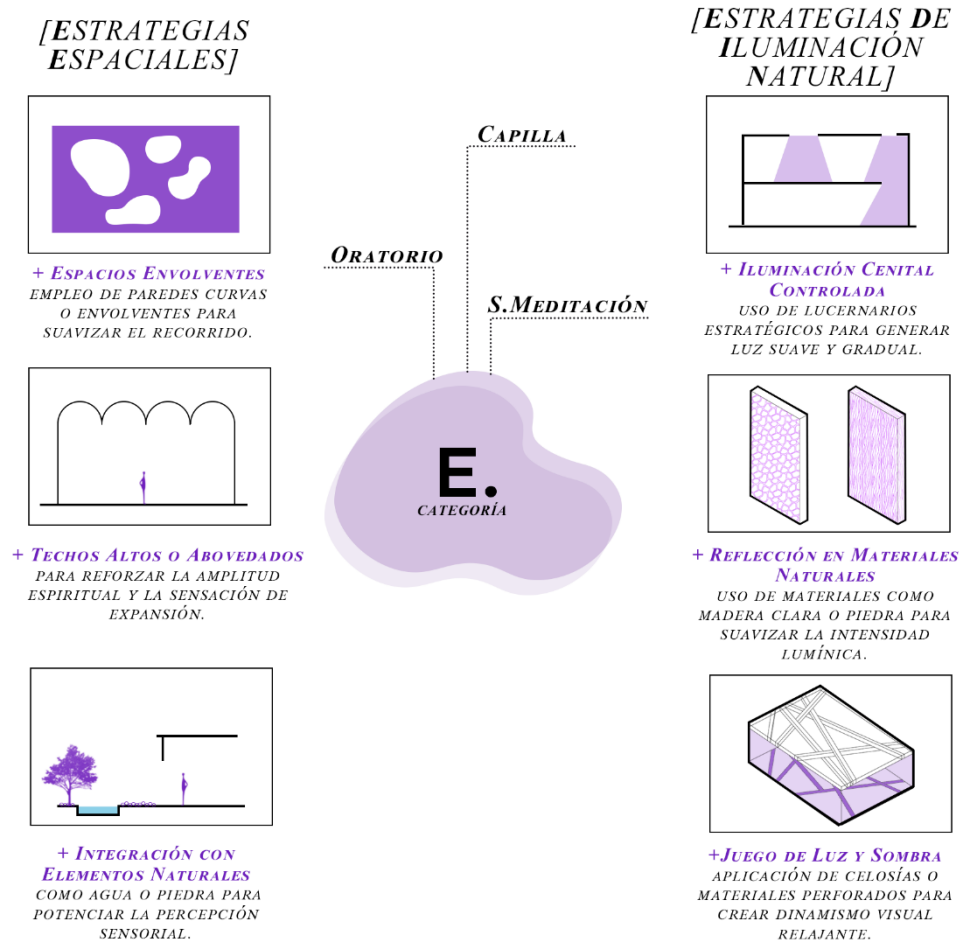 [ESTRATEGIAS
ESPACIALES]
+ ESPACIOS ENVOLVENTES
EMPLEO DE PAREDES CURVAS
O ENVOLVENTES PARA
SUAVIZAR EL RECORRIDO.
+ TECHOS ALTOS O ABOVEDADOS
PARA REFORZAR LA AMPLITUD
ESPIRITUAL Y LA SENSACIÓN DE
EXPANSIÓN.
+ INTEGRACIÓN CON
ELEMENTOS NATURALES
COMO AGUA O PIEDRA PARA
POTENCIAR LA PERCEPCIÓN
SENSORIAL.
CAPILLA
ORATORIO
S.MEDITACIÓN
E.
CATEGORÍA
[ESTRATEGIAS DE
ILUMINACIÓN
NATURAL]
+ ILUMINACIÓN CENITAL
CONTROLADA
USO DE LUCERNARIOS
ESTRATÉGICOS PARA GENERAR
LUZ SUAVE Y GRADUAL.
+ REFLECCIÓN EN MATERIALES
NATURALES
USO DE MATERIALES COMO
MADERA CLARA O PIEDRA PARA
SUAVIZAR LA INTENSIDAD
LUMÍNICA.
+JUEGO DE LUZ Y SOMBRA
APLICACIÓN DE CELOSÍAS O
MATERIALES PERFORADOS PARA
CREAR DINAMISMO VISUAL
RELAJANTE.